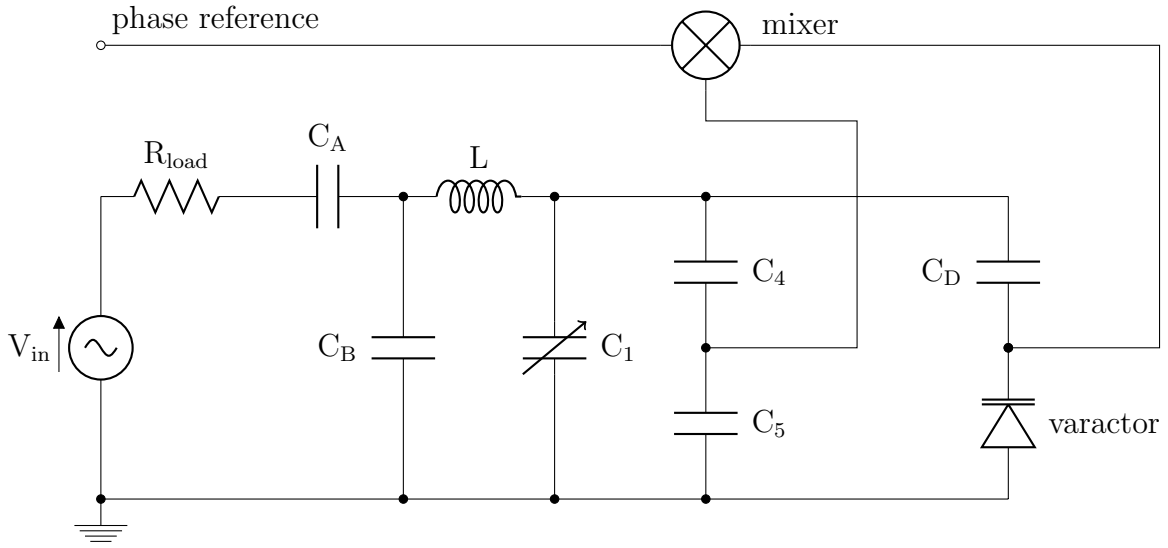 phase reference
mixer
R_load
C_A
L
C_4
C_D
V_in
C_B
C_1
C_5
varactor